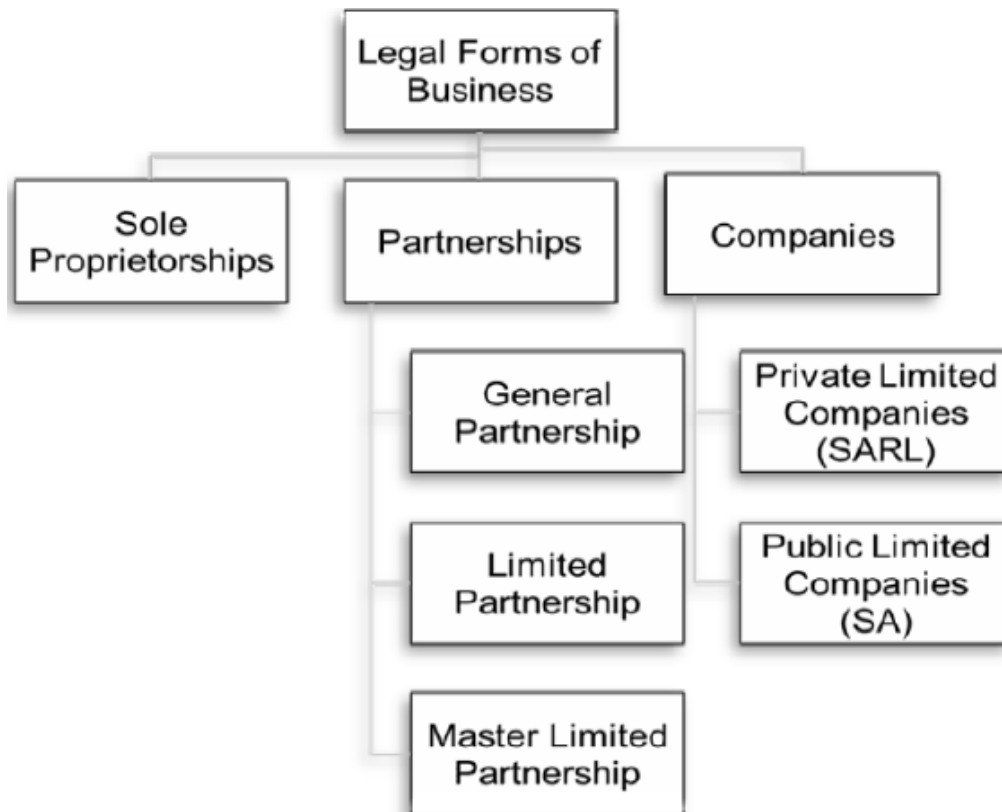 Legal Forms of
Business
Sole
Proprietorships
Partnerships
Companies
General
Partnership
Limited
Partnership
Master Limited
Partnership
Private Limited
Companies
(SARL)
Public Limited
Companies
(SA)